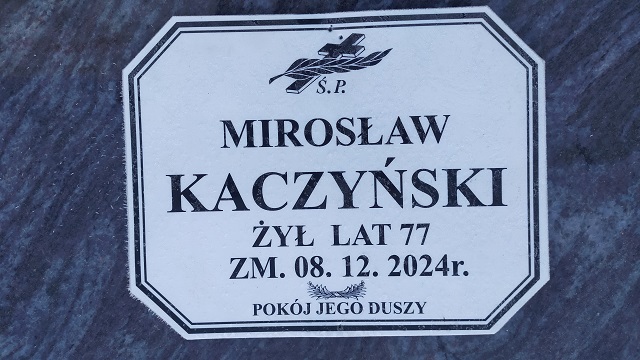 Ś.P.
MIROSŁAW
KACZYŃSKI
ŻYŁ LAT 77
ZM. 08. 12. 2024r.
POKÓJ JEGO DUSZY